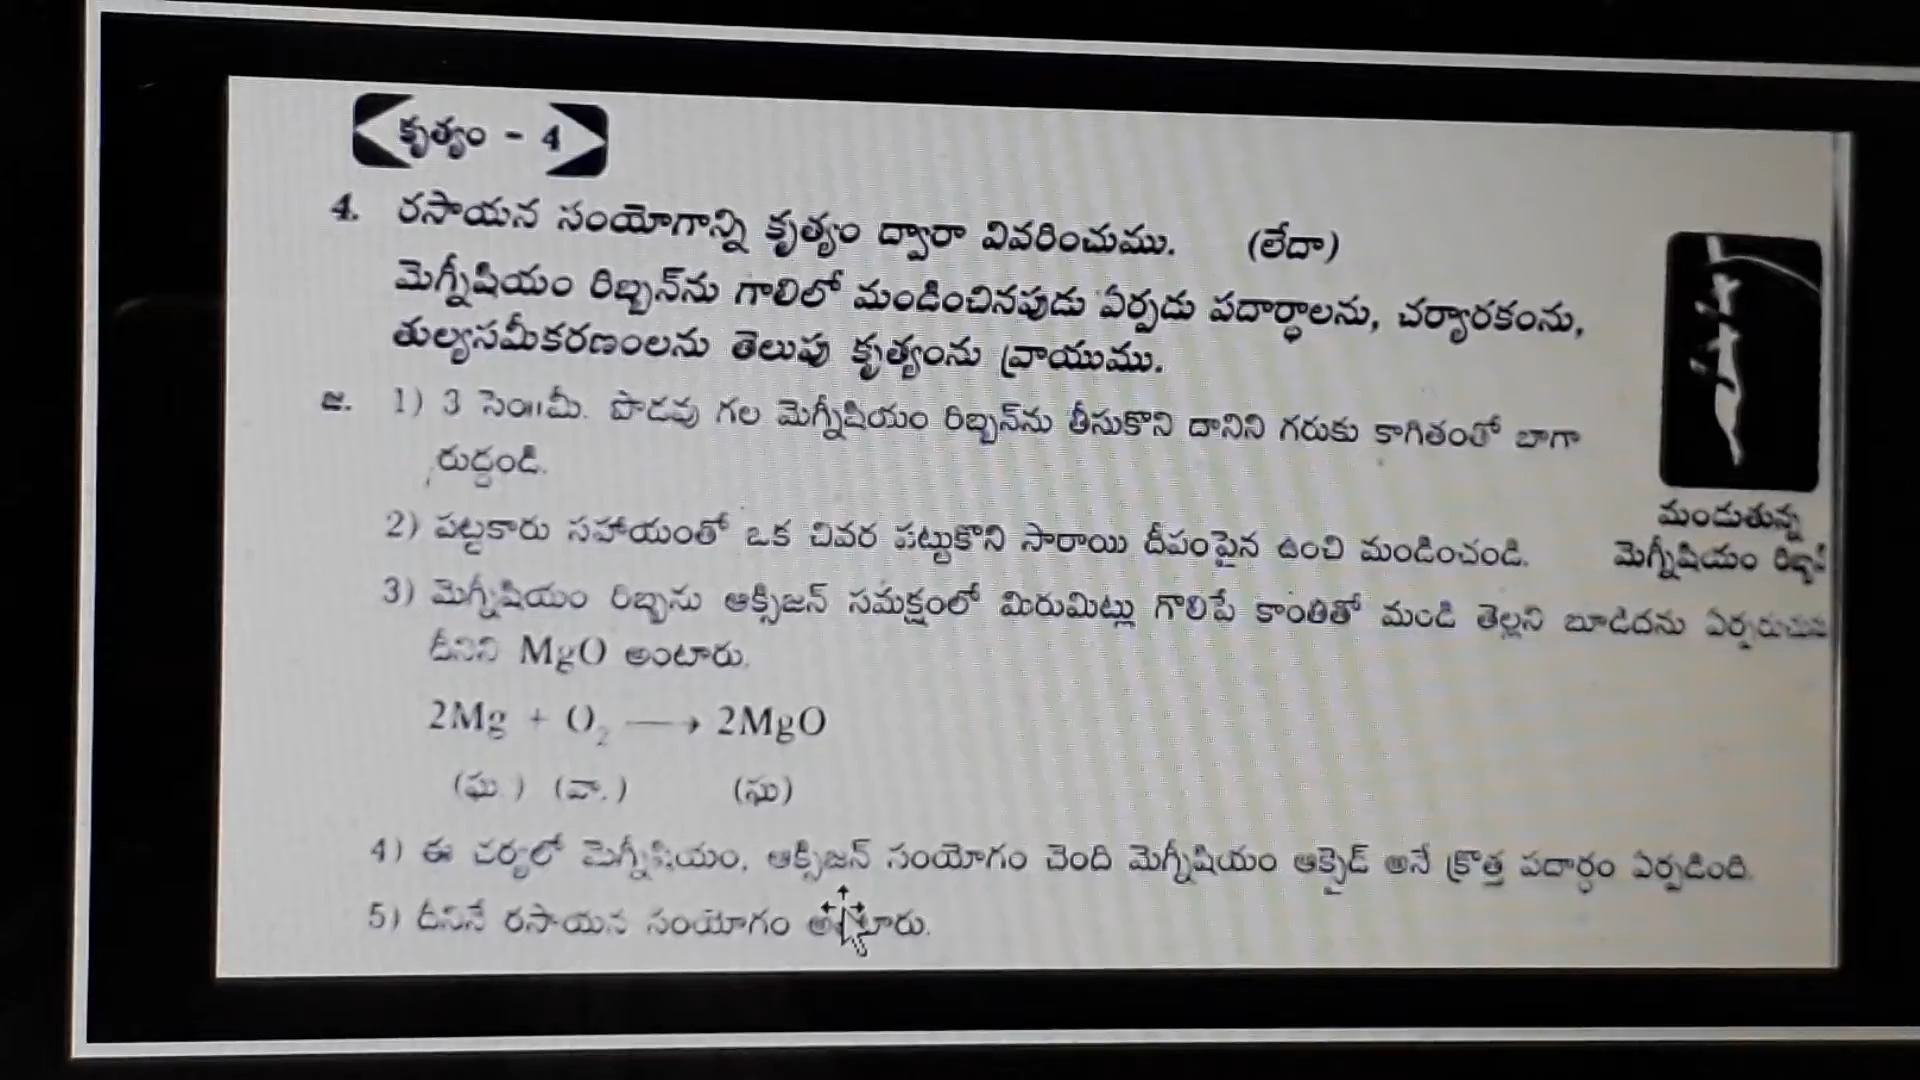 కృత్యం - 4
4. రసాయన సంయోగాన్ని కృత్యం ద్వారా వివరించుము. (లేదా)
మెగ్నీషియం రిబ్బన్‌ను గాలిలో మండించినపుడు ఏర్పడు పదార్థాలను, చర్యారకంను,
తుల్యసమీకరణంలను తెలుపు కృత్యంను వ్రాయుము.
జ. 1) 3 సెం॥మీ. పొడవు గల మెగ్నీషియం రిబ్బన్‌ను తీసుకొని దానిని గరుకు కాగితంతో బాగా
రుద్దండి.
2) పట్టకారు సహాయంతో ఒక చివర పట్టుకొని సారాయి దీపంపైన ఉంచి మండించండి.
మండుతున్న
మెగ్నీషియం
3) మెగ్నీషియం రిబ్బను ఆక్సిజన్ సమక్షంలో మిరుమిట్లు గొలిపే కాంతితో మండి తెల్లని బూడిదను
దీనిని MgO అంటారు.
2Mg + O₂ ⟶ 2MgO
(ఘ.) (వా.) (ఘ)
4) ఈ చర్యలో మెగ్నీషియం, ఆక్సిజన్ సంయోగం చెంది మెగ్నీషియం ఆక్సైడ్ అనే క్రొత్త పదార్థం ఏర్పడింది.
5) దీనినే రసాయన సంయోగం అంటారు.